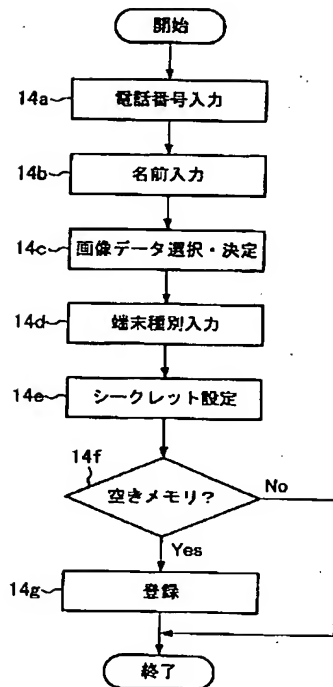 開始
14a
電話番号入力
14b
名前入力
14c
画像データ選択・決定
14d
端末種別入力
14e
シークレット設定
14f
空きメモリ?
No
Yes
14g
登録
終了